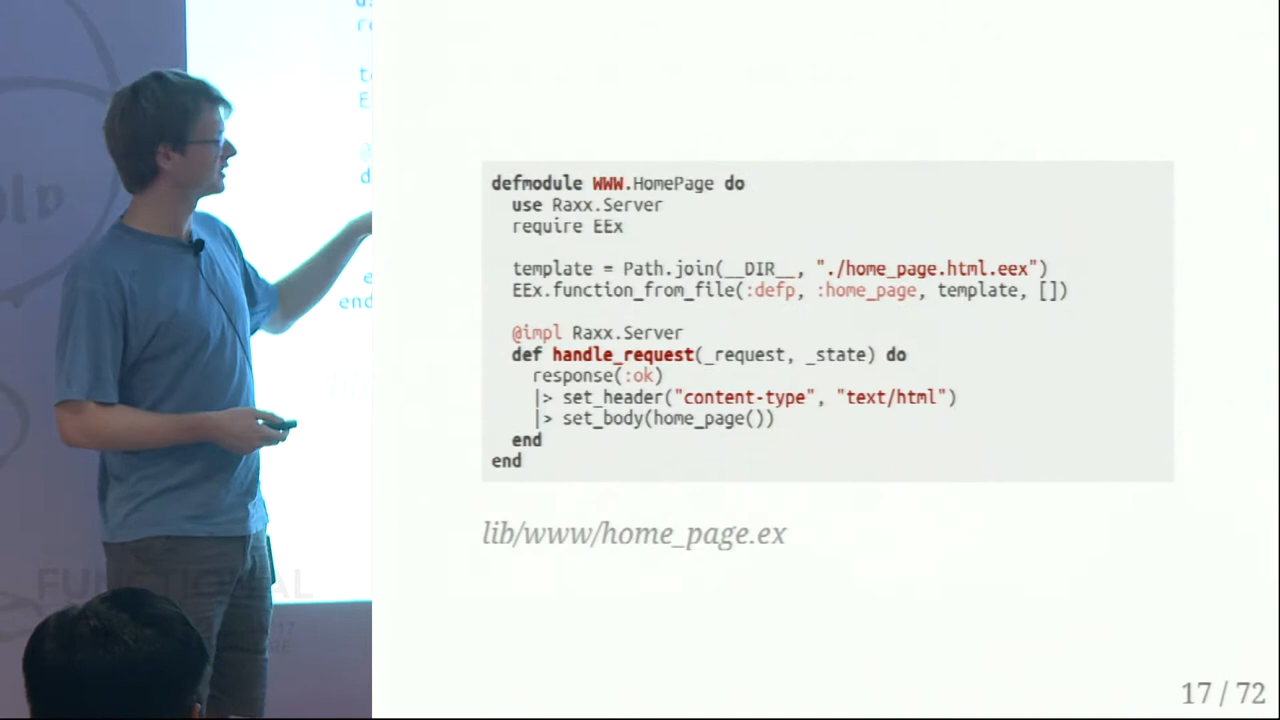 defmodule WWW.HomePage do
  use Raxx.Server
  require EEx

  template = Path.join(__DIR__, "./home_page.html.eex")
  EEx.function_from_file(:defp, :home_page, template, [])

  @impl Raxx.Server
  def handle_request(_request, _state) do
    response(:ok)
    |> set_header("content-type", "text/html")
    |> set_body(home_page())
  end
end
lib/www/home_page.ex
17 / 72
end
FUNCTIONAL